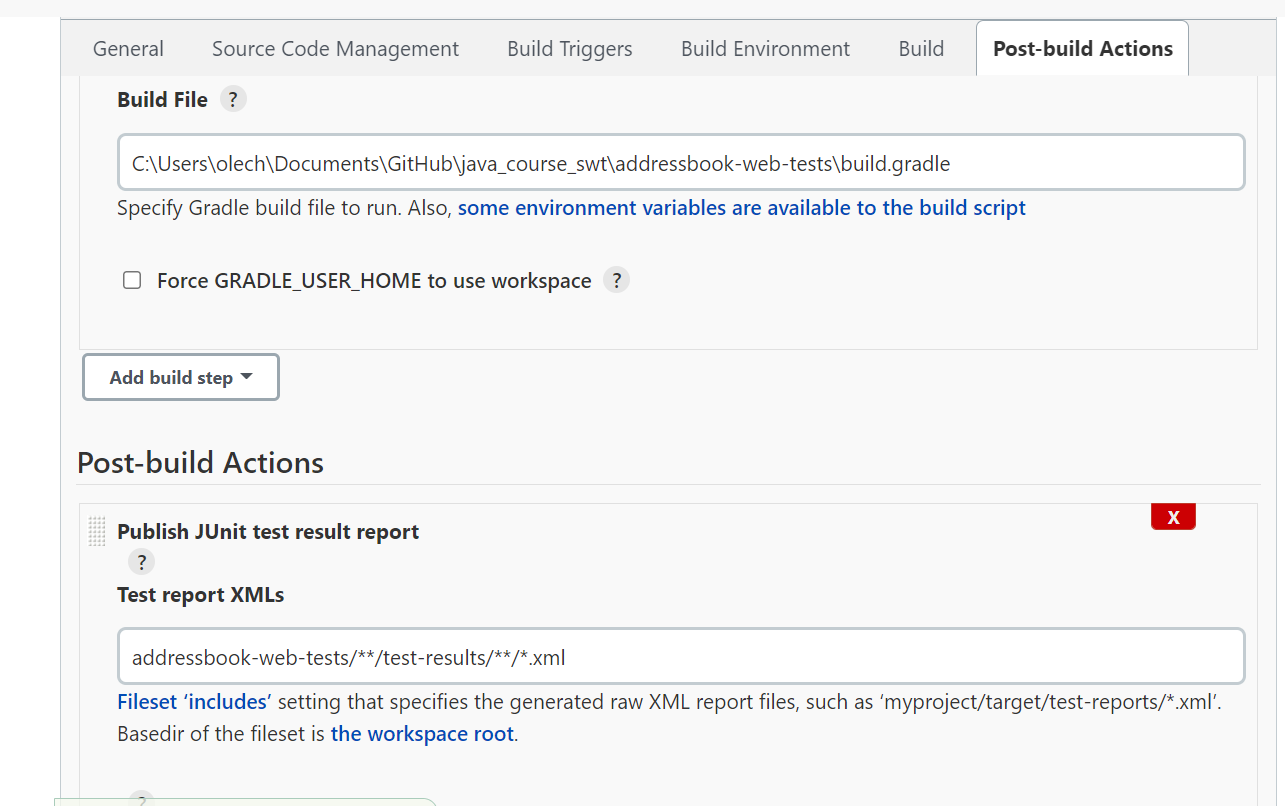 General Source Code Management Build Triggers Build Environment Build Post-build Actions
Build File ?
C:\Users\olech\Documents\GitHub\java_course_swt\addressbook-web-tests\build.gradle
Specify Gradle build file to run. Also, some environment variables are available to the build script
Force GRADLE_USER_HOME to use workspace ?
Add build step
Post-build Actions
X
Publish JUnit test result report
?
Test report XMLs
addressbook-web-tests/**/test-results/**/*.xml
Fileset ‘includes’ setting that specifies the generated raw XML report files, such as ‘myproject/target/test-reports/*.xml’.
Basedir of the fileset is the workspace root.
?